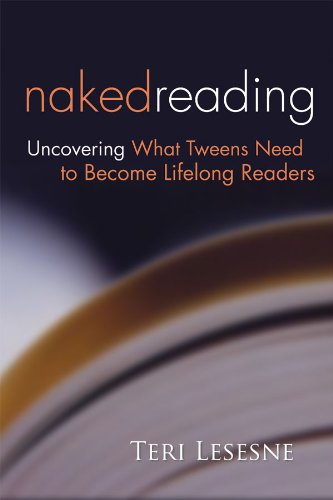 nakedreading
Uncovering What Tweens Need
to Become Lifelong Readers
TERI LESESNE